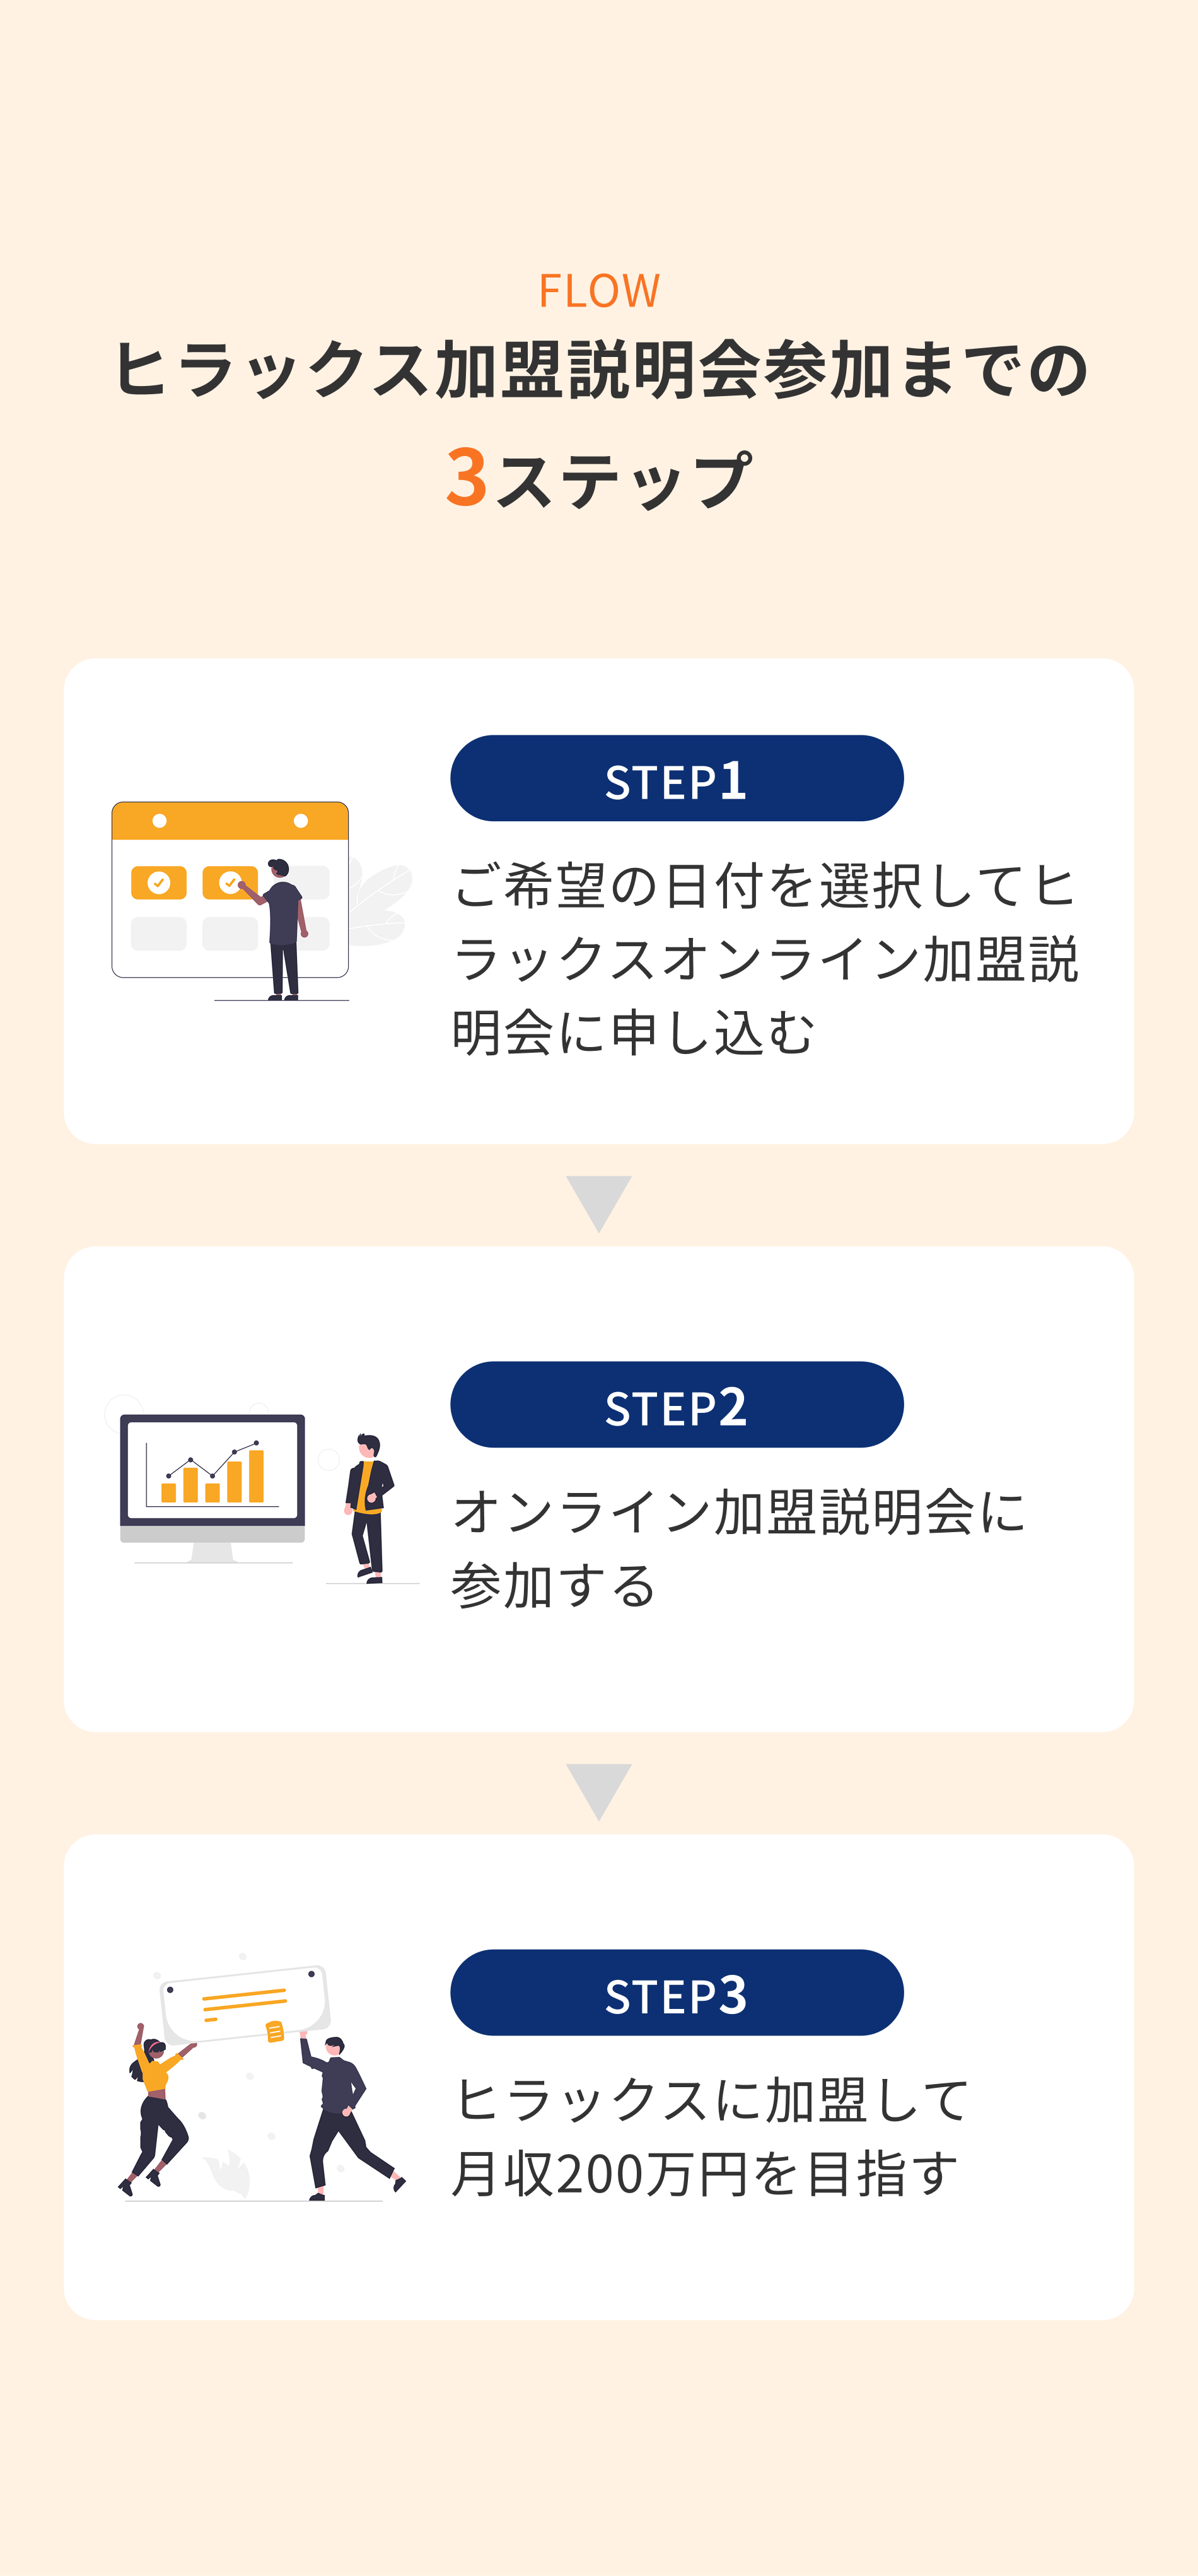 FLOW
ヒラックス加盟説明会参加までの
3ステップ
STEP1
ご希望の日付を選択してヒ
ラックスオンライン加盟説
明会に申し込む
STEP2
オンライン加盟説明会に
参加する
STEP3
ヒラックスに加盟して
月収200万円を目指す